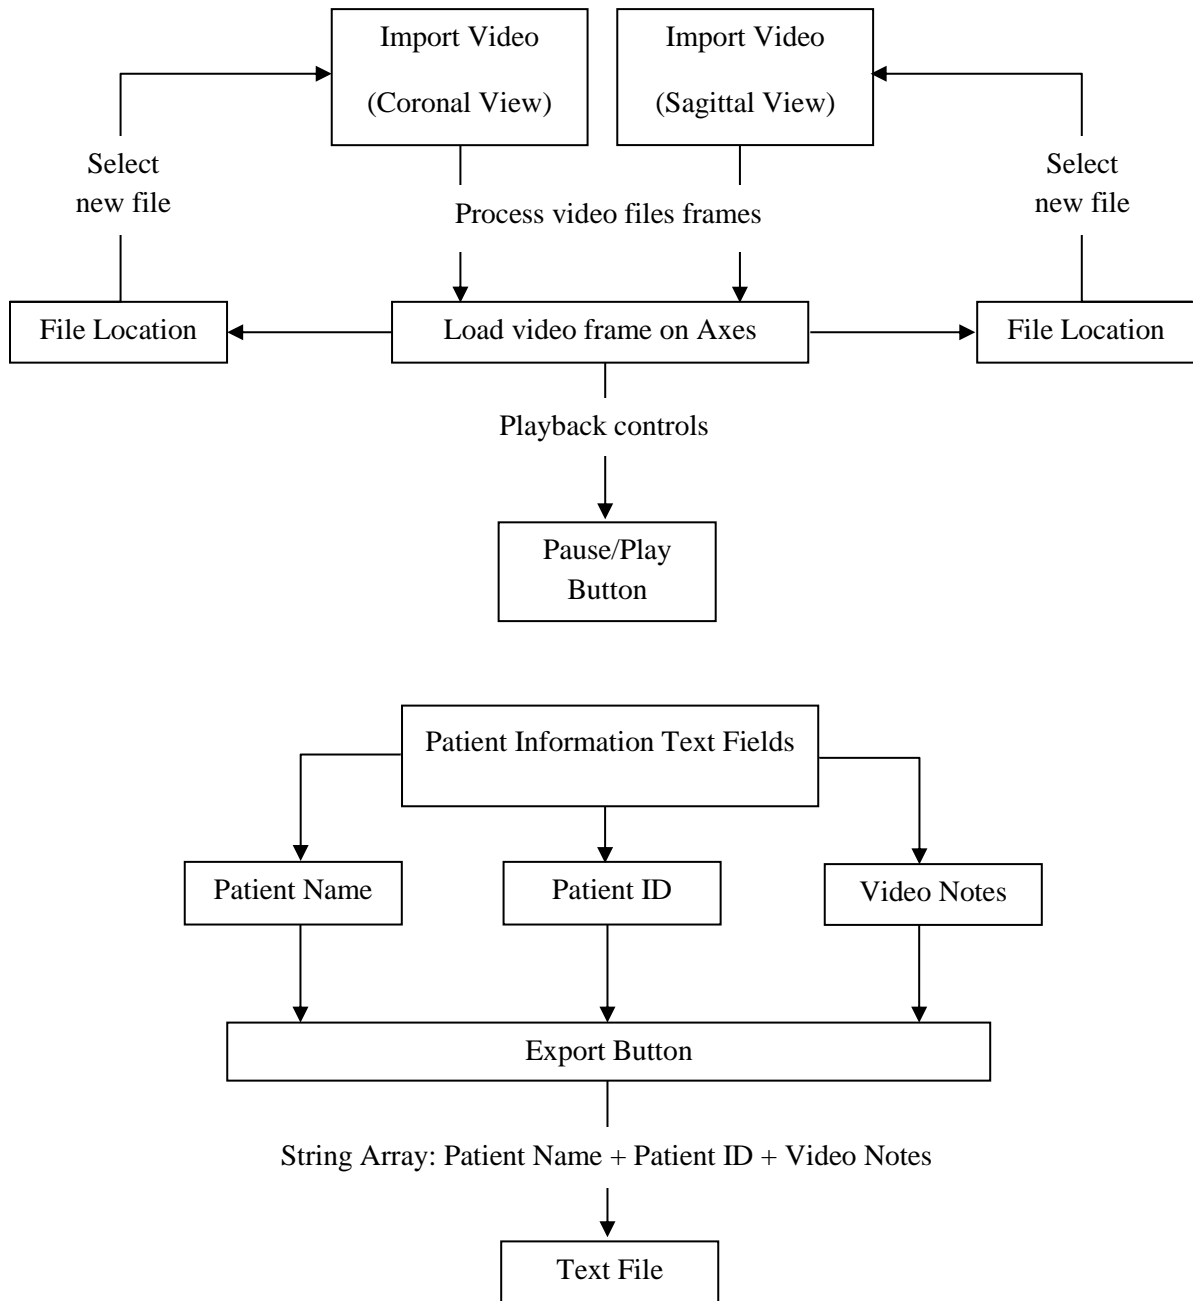 Import Video
(Coronal View)
Import Video
(Sagittal View)
Select
new file
Select
new file
Process video files frames
File Location
Load video frame on Axes
File Location
Playback controls
Pause/Play
Button
Patient Information Text Fields
Patient Name
Patient ID
Video Notes
Export Button
String Array: Patient Name + Patient ID + Video Notes
Text File